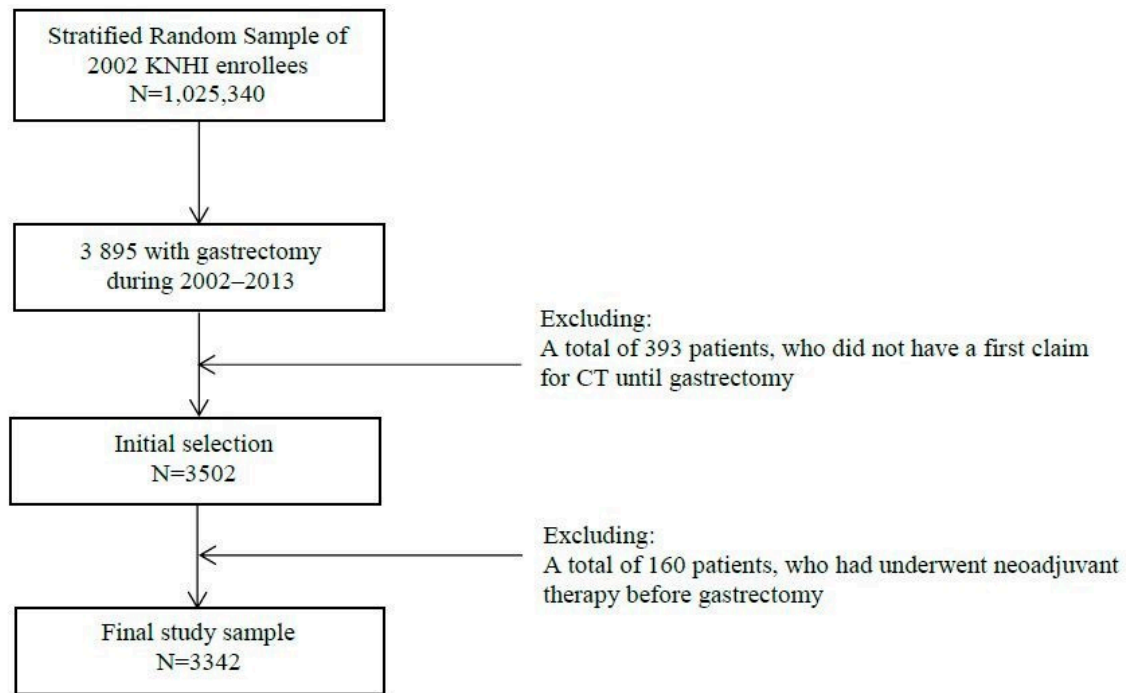 Stratified Random Sample of
2002 KNHI enrollees
N=1,025,340
3 895 with gastrectomy
during 2002–2013
Excluding:
A total of 393 patients, who did not have a first claim
for CT until gastrectomy
Initial selection
N=3502
Excluding:
A total of 160 patients, who had underwent neoadjuvant
therapy before gastrectomy
Final study sample
N=3342